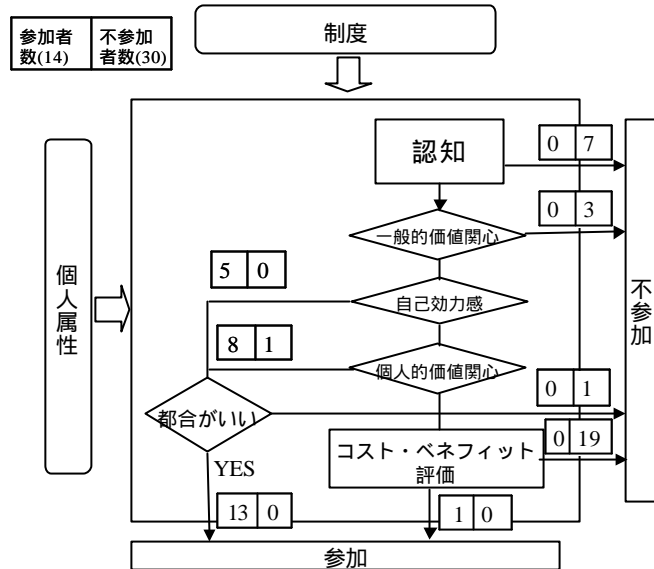 制度
参加者 不参加
数(14) 者数(30)
認知
0 7
0 3
一般的価値関心
5 0
自己効力感
8 1
個人的価値関心
0 1
都合がいい
0 19
コスト・ベネフィット
評価
YES
13 0
1 0
参加
個人属性
不参加